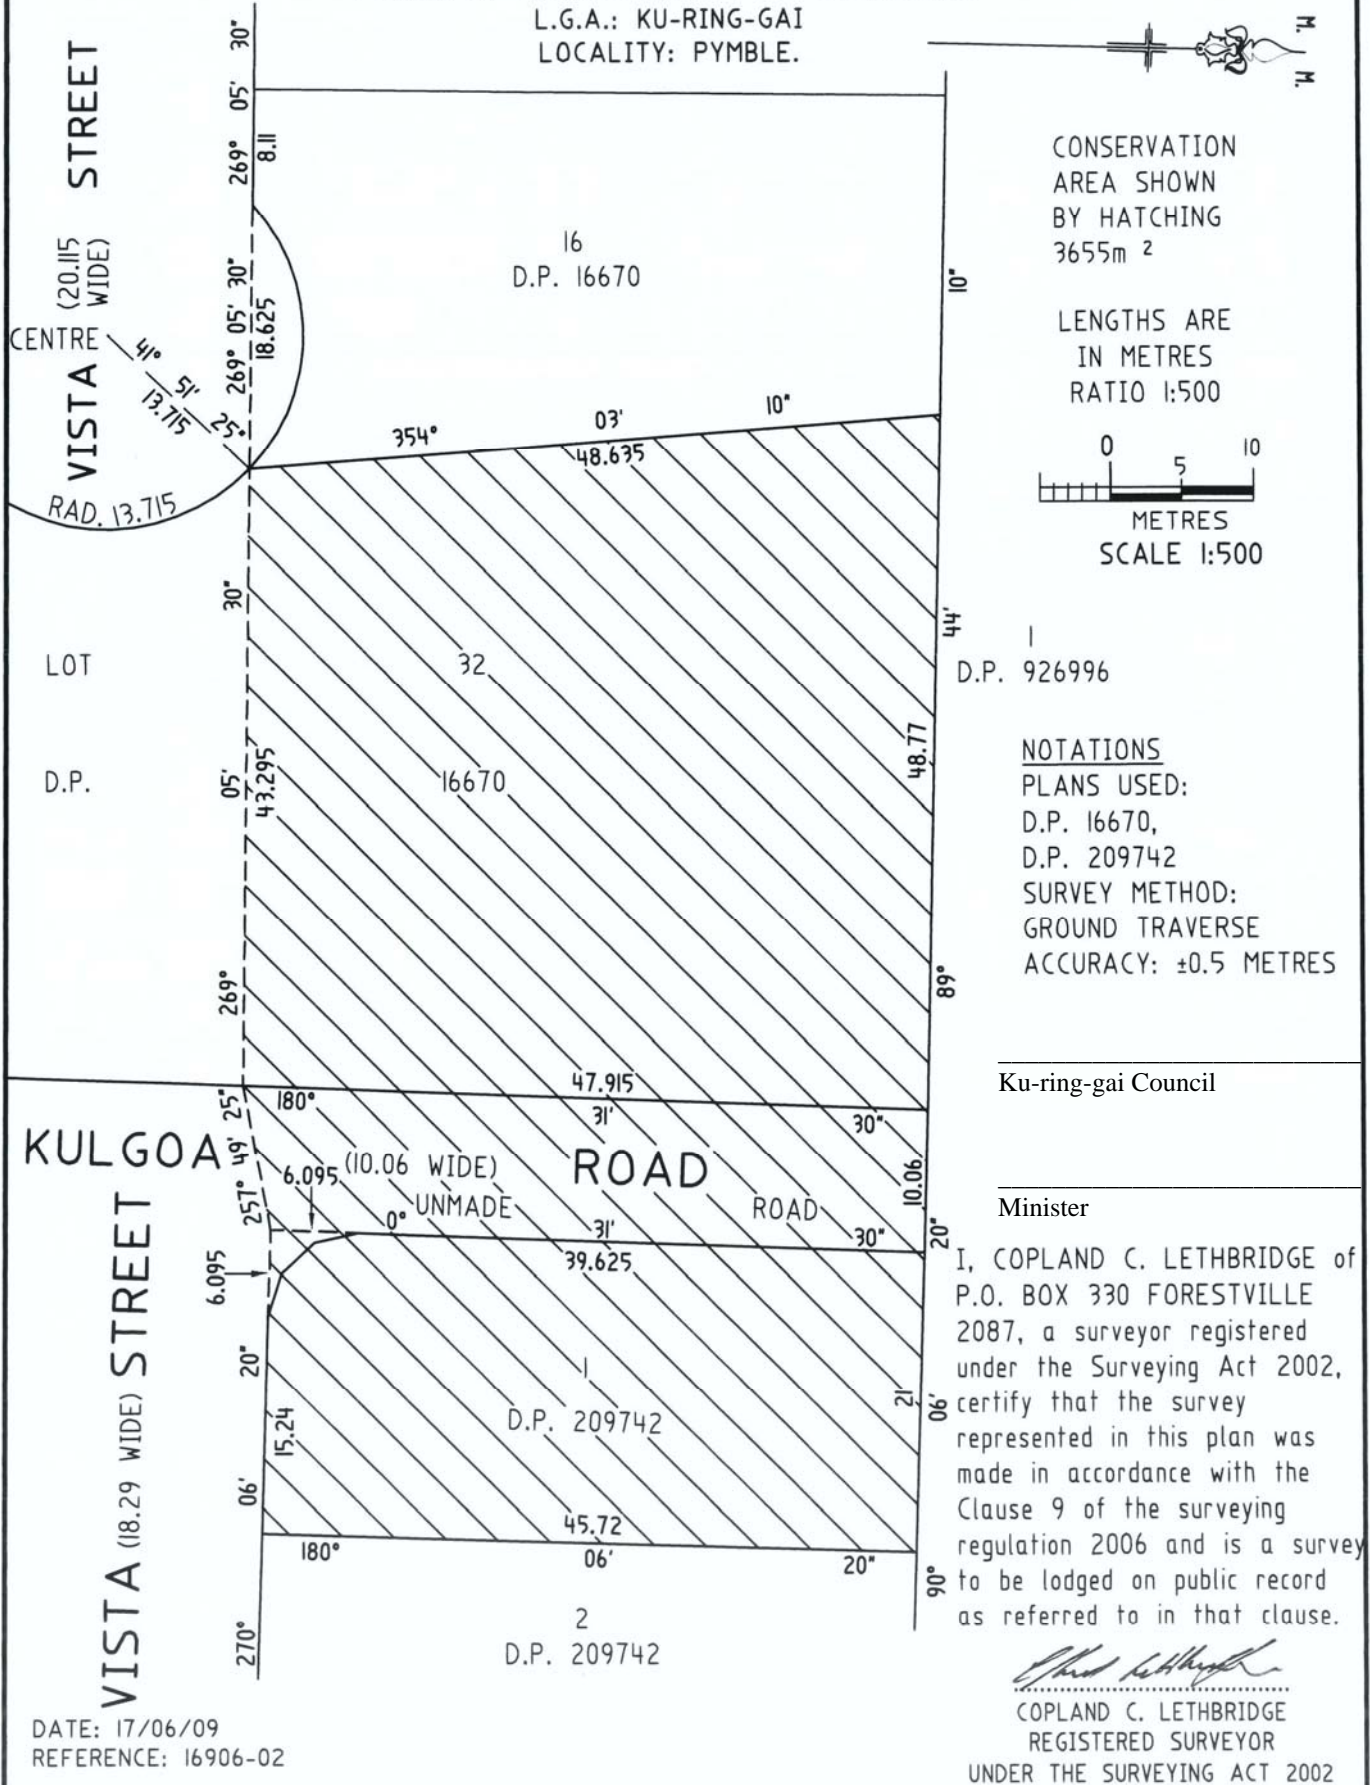 L.G.A.: KU-RING-GAI
LOCALITY: PYMBLE.
M. M.
VISTA STREET
(20.115 WIDE)
269° 05' 30"
8.11
16
D.P. 16670
CONSERVATION
AREA SHOWN
BY HATCHING
3655m 2
CENTRE
41° 51' 25"
13.715
269° 05' 30"
18.625
RAD. 13.715
LENGTHS ARE
IN METRES
RATIO 1:500
0 5 10
METRES
SCALE 1:500
354° 03' 10"
48.635
89° 44' 10"
48.77
LOT
D.P.
269° 05' 30"
43.295
32
16670
1
D.P. 926996
NOTATIONS
PLANS USED:
D.P. 16670,
D.P. 209742
SURVEY METHOD:
GROUND TRAVERSE
ACCURACY: ±0.5 METRES
Ku-ring-gai Council
Minister
47.915
180° 31' 30"
KULGOA ROAD
257° 49' 25"
6.095
(10.06 WIDE)
UNMADE ROAD
10.06
0° 31' 30"
39.625
6.095
VISTA (18.29 WIDE) STREET
270° 06' 20"
15.24
1
D.P. 209742
21
90° 06' 20"
45.72
180° 06' 20"
2
D.P. 209742
I, COPLAND C. LETHBRIDGE of
P.O. BOX 330 FORESTVILLE
2087, a surveyor registered
under the Surveying Act 2002,
certify that the survey
represented in this plan was
made in accordance with the
Clause 9 of the surveying
regulation 2006 and is a survey
to be lodged on public record
as referred to in that clause.
COPLAND C. LETHBRIDGE
REGISTERED SURVEYOR
UNDER THE SURVEYING ACT 2002
DATE: 17/06/09
REFERENCE: 16906-02